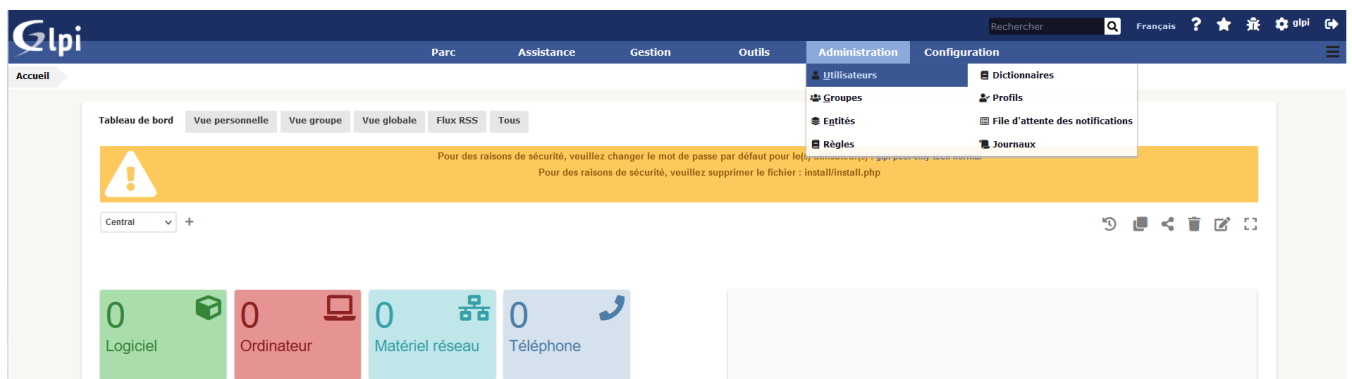 Glpi
Rechercher Français ? glpi
Parc Assistance Gestion Outils Administration Configuration
Accueil
Utilisateurs Dictionnaires
Groupes Profils
Entités File d'attente des notifications
Règles Journaux
Tableau de bord Vue personnelle Vue groupe Vue globale Flux RSS Tous
Pour des raisons de sécurité, veuillez changer le mot de passe par défaut pour le(s)
Pour des raisons de sécurité, veuillez supprimer le fichier : install/install.php
Central +
0 0 0 0
Logiciel Ordinateur Matériel réseau Téléphone